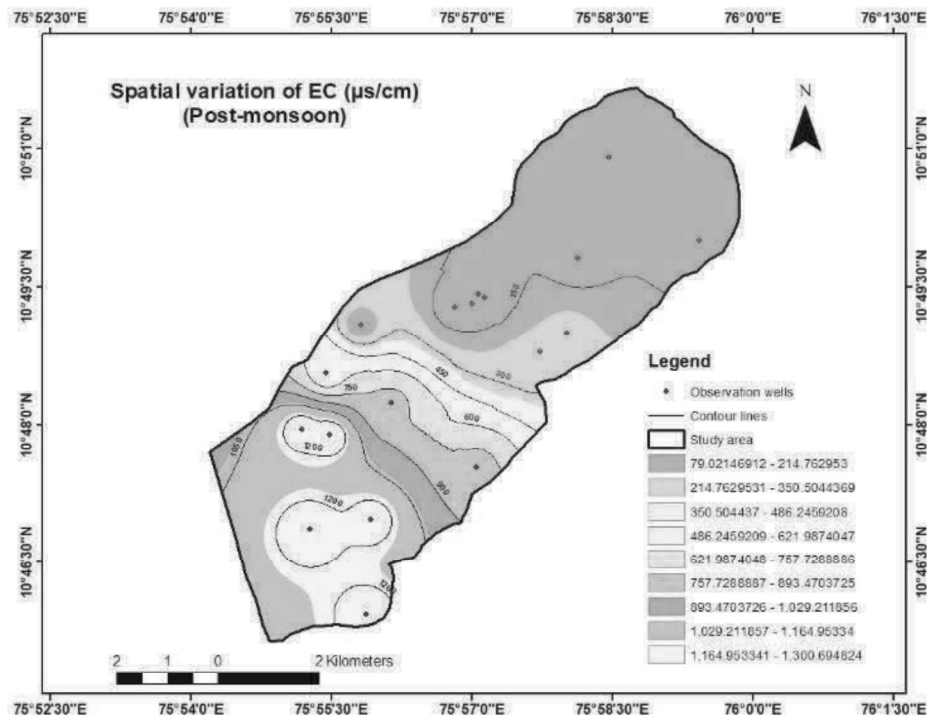 75°52'30"E 75°54'0"E 75°55'30"E 75°57'0"E 75°58'30"E 76°0'0"E 76°1'30"E
Spatial variation of EC (µs/cm)
(Post-monsoon)
N
10°51'0"N 10°51'0"N
10°49'30"N 10°49'30"N
10°48'0"N 10°48'0"N
10°46'30"N 10°46'30"N
150
300
450
600
750
900
1050
1200
1200
1200
Legend
Observation wells
Contour lines
Study area
79.02146912 - 214.762953
214.7629531 - 350.5044369
350.504437 - 486.2459208
486.2459209 - 621.9874047
621.9874048 - 757.7288886
757.7288887 - 893.4703725
893.4703726 - 1,029.211856
1,029.211857 - 1,164.95334
1,164.953341 - 1,300.694824
2 1 0 2 Kilometers
75°52'30"E 75°54'0"E 75°55'30"E 75°57'0"E 75°58'30"E 76°0'0"E 76°1'30"E